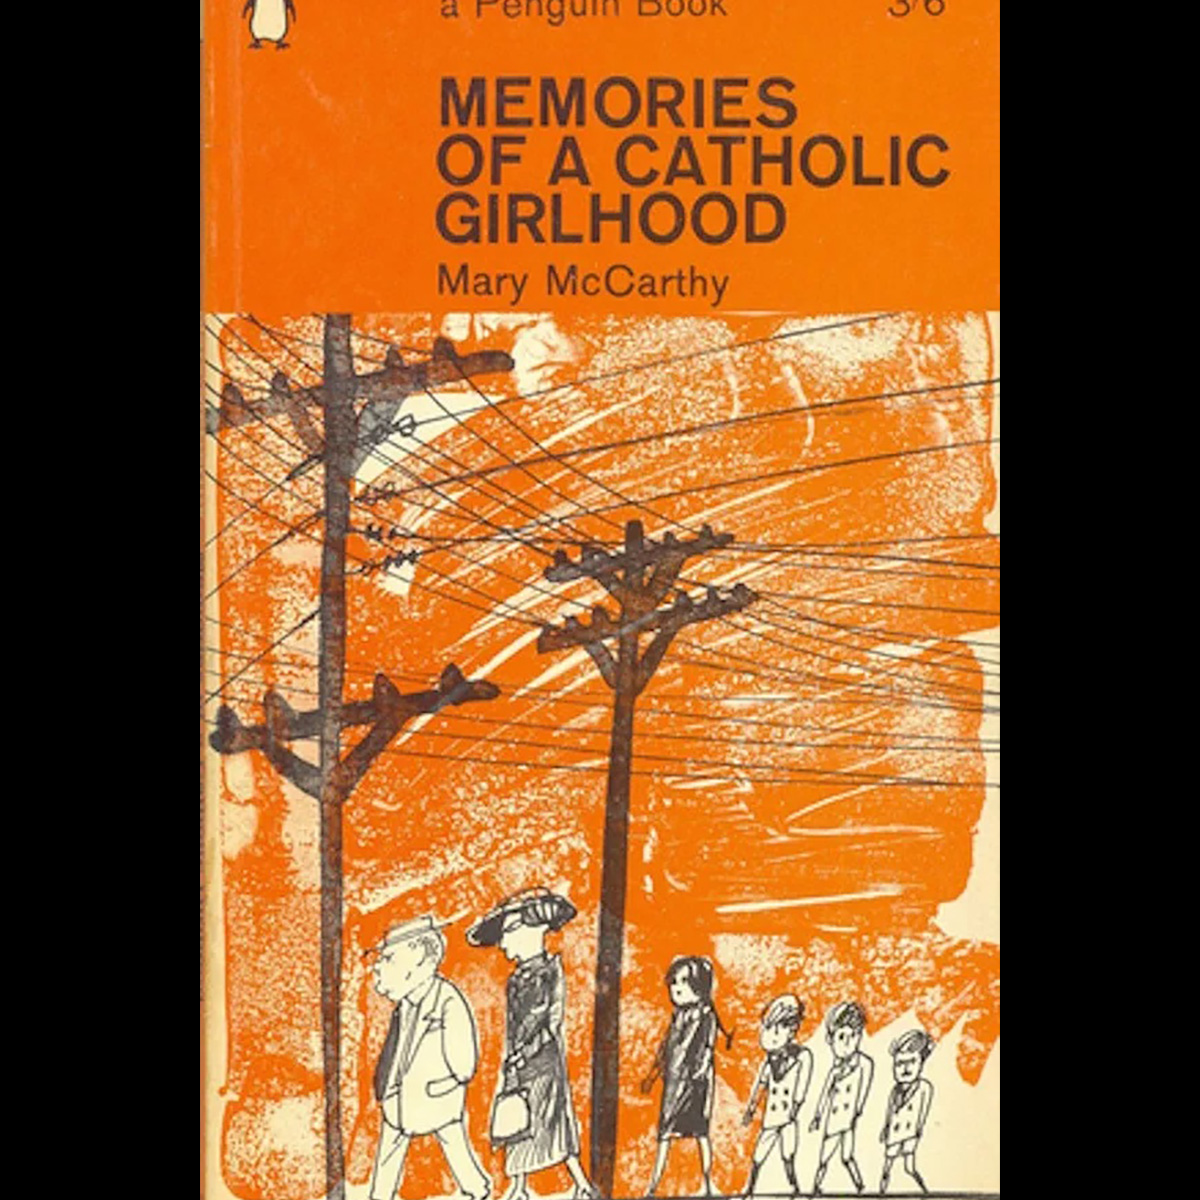 a Penguin Book 3/6
MEMORIES
OF A CATHOLIC
GIRLHOOD
Mary McCarthy